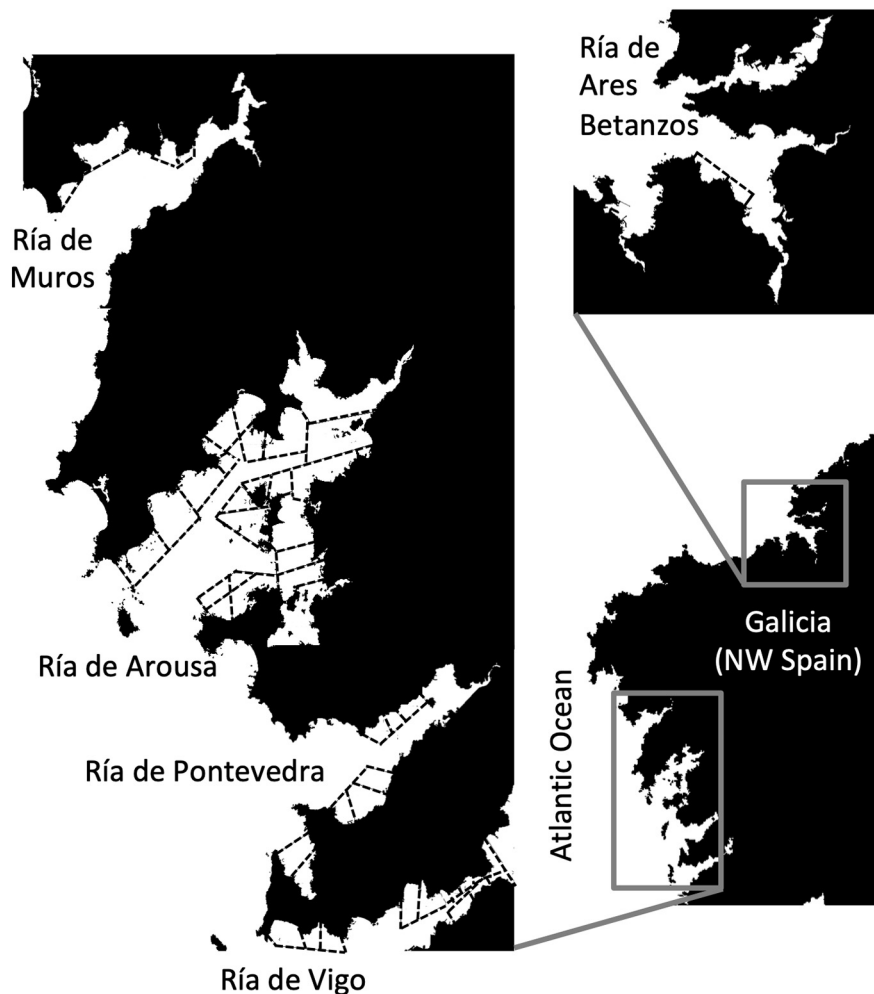 Ría de
Ares
Betanzos
Ría de
Muros
Galicia
(NW Spain)
Ría de Arousa
Atlantic Ocean
Ría de Pontevedra
Ría de Vigo